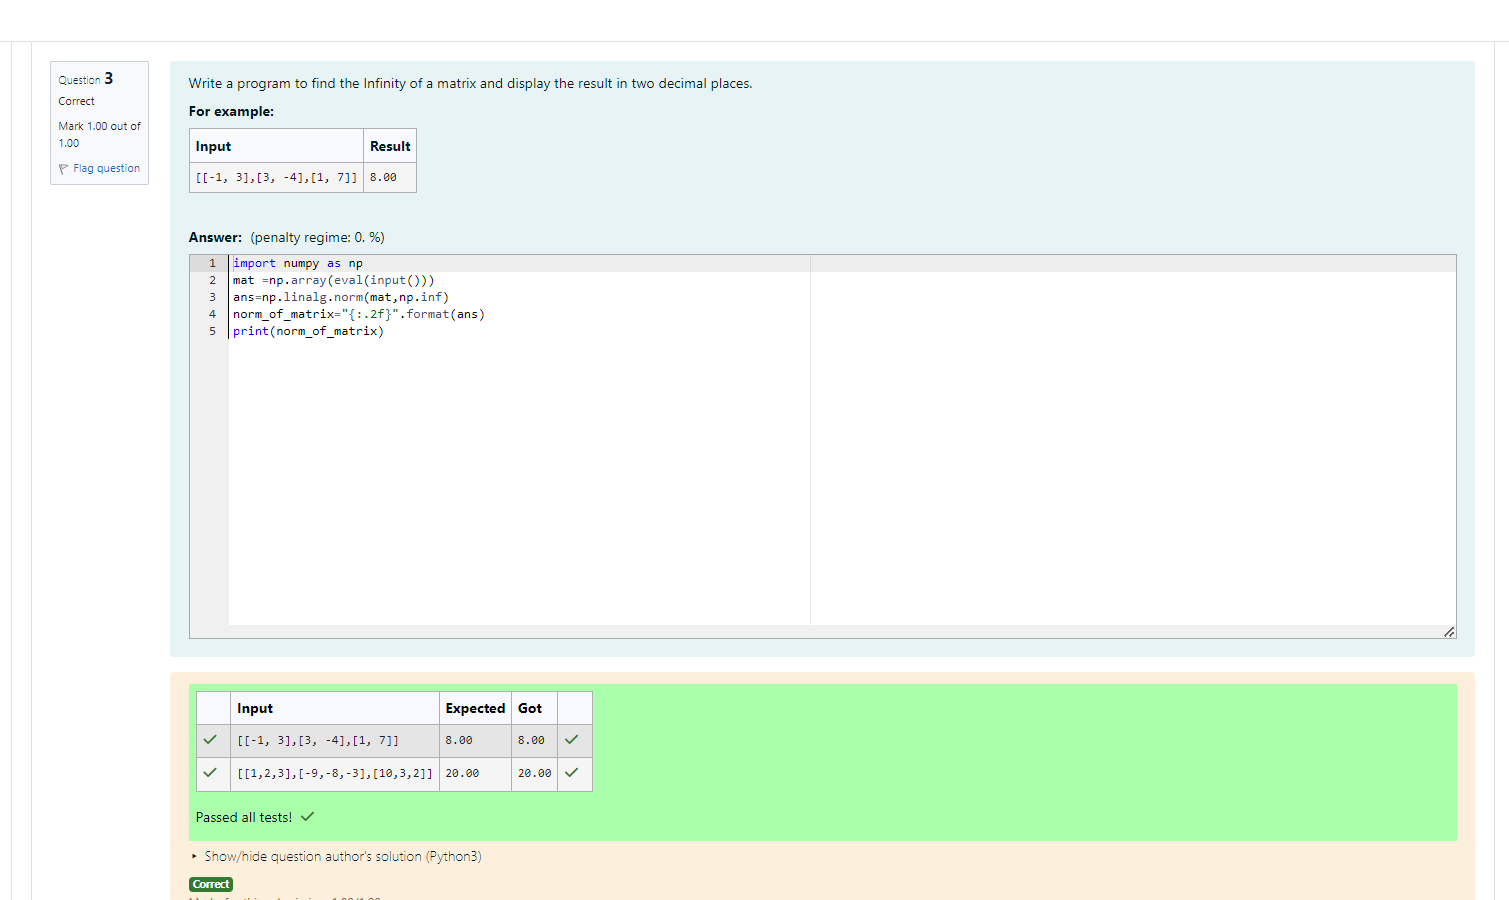 Question 3
Correct
Mark 1.00 out of
1.00
Flag question
Write a program to find the Infinity of a matrix and display the result in two decimal places.
For example:
Input Result
[[-1, 3],[3, -4],[1, 7]] 8.00
Answer: (penalty regime: 0. %)
1 import numpy as np
2 mat =np.array(eval(input()))
3 ans=np.linalg.norm(mat,np.inf)
4 norm_of_matrix="{:.2f}".format(ans)
5 print(norm_of_matrix)
Input Expected Got
[[-1, 3],[3, -4],[1, 7]] 8.00 8.00
[[1,2,3],[-9,-8,-3],[10,3,2]] 20.00 20.00
Passed all tests!
Show/hide question author's solution (Python3)
Correct